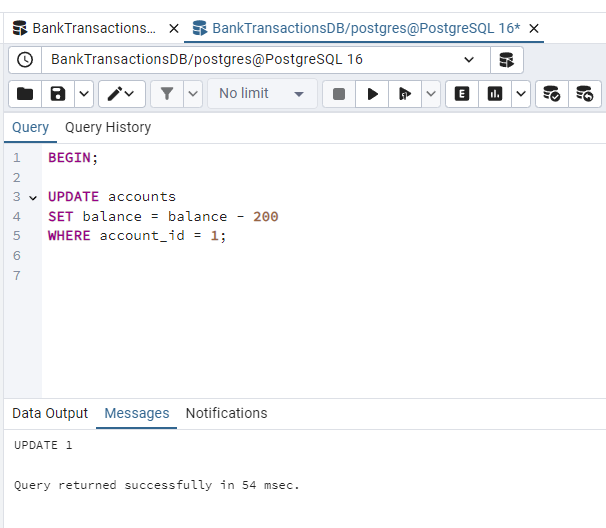 BankTransactions... BankTransactionsDB/postgres@PostgreSQL 16*
BankTransactionsDB/postgres@PostgreSQL 16
No limit E
Query Query History
1 BEGIN;
2
3 UPDATE accounts
4 SET balance = balance - 200
5 WHERE account_id = 1;
6
7
Data Output Messages Notifications
UPDATE 1
Query returned successfully in 54 msec.